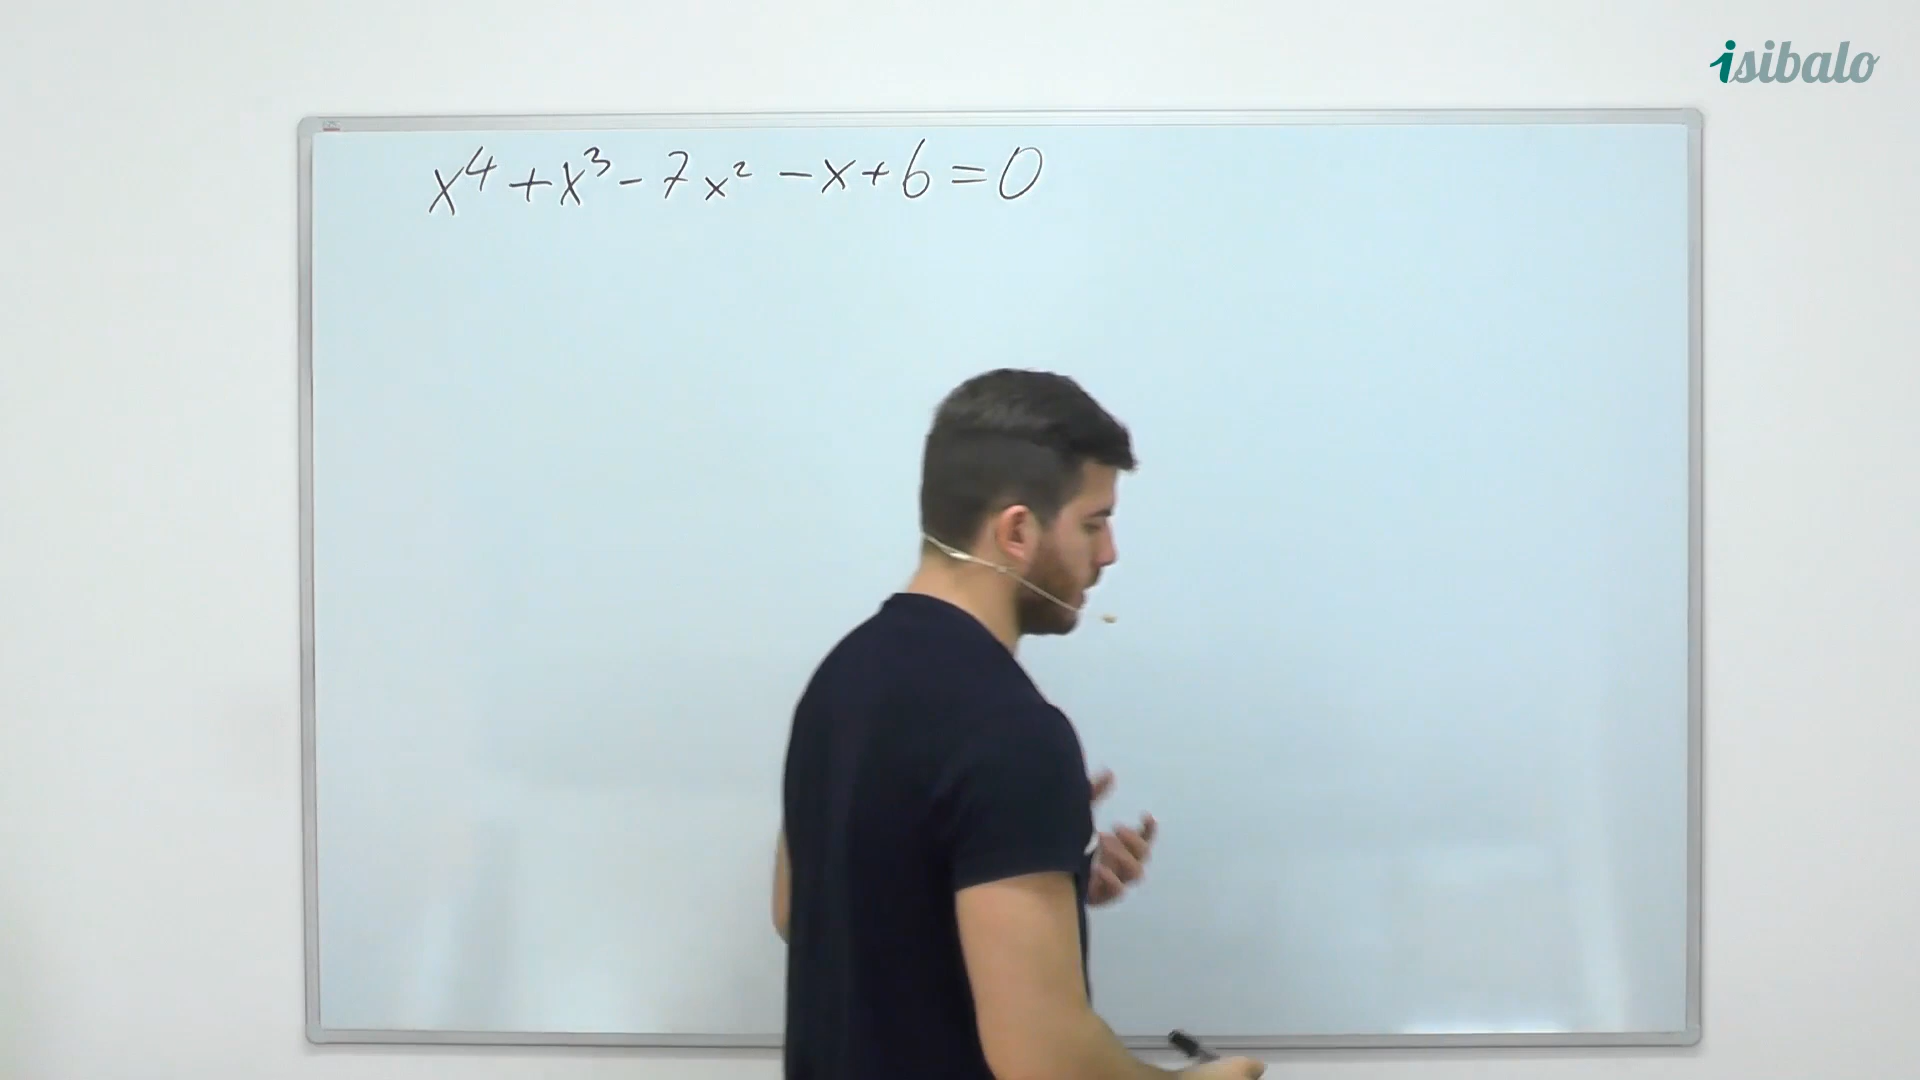 isibalo
x⁴ + x³ - 7x² - x + 6 = 0